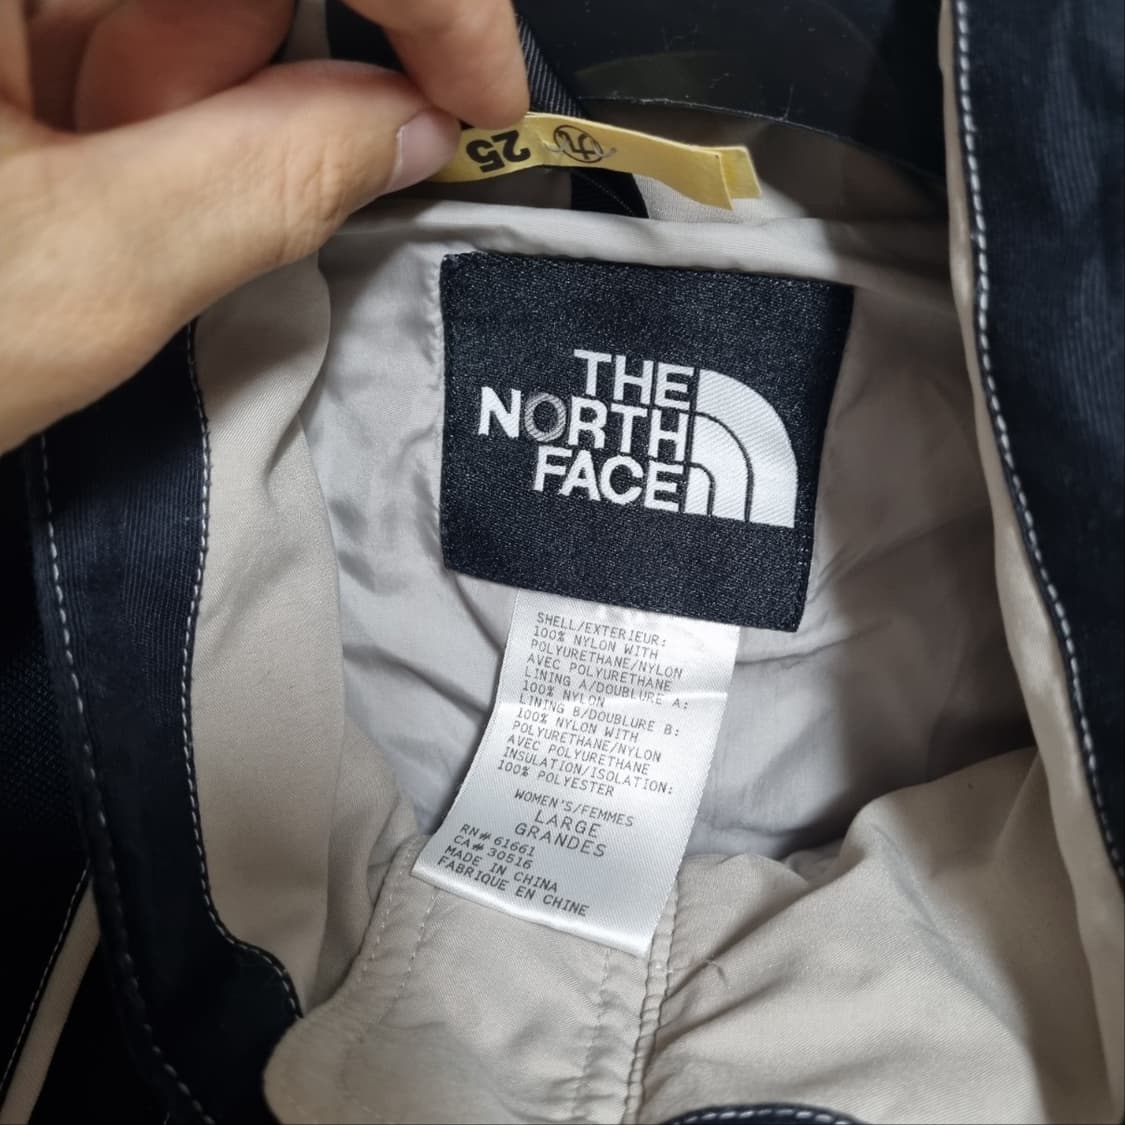 25
THE
NORTH
FACE
SHELL/EXTERIEUR:
100% NYLON WITH
POLYURETHANE/NYLON
AVEC POLYURETHANE
LINING A/DOUBLURE A:
100% NYLON
LINING B/DOUBLURE B:
100% NYLON WITH
POLYURETHANE/NYLON
AVEC POLYURETHANE
INSULATION/ISOLATION:
100% POLYESTER
WOMEN'S/FEMMES
LARGE
GRANDES
RN# 61661
CA# 30516
MADE IN CHINA
FABRIQUE EN CHINE